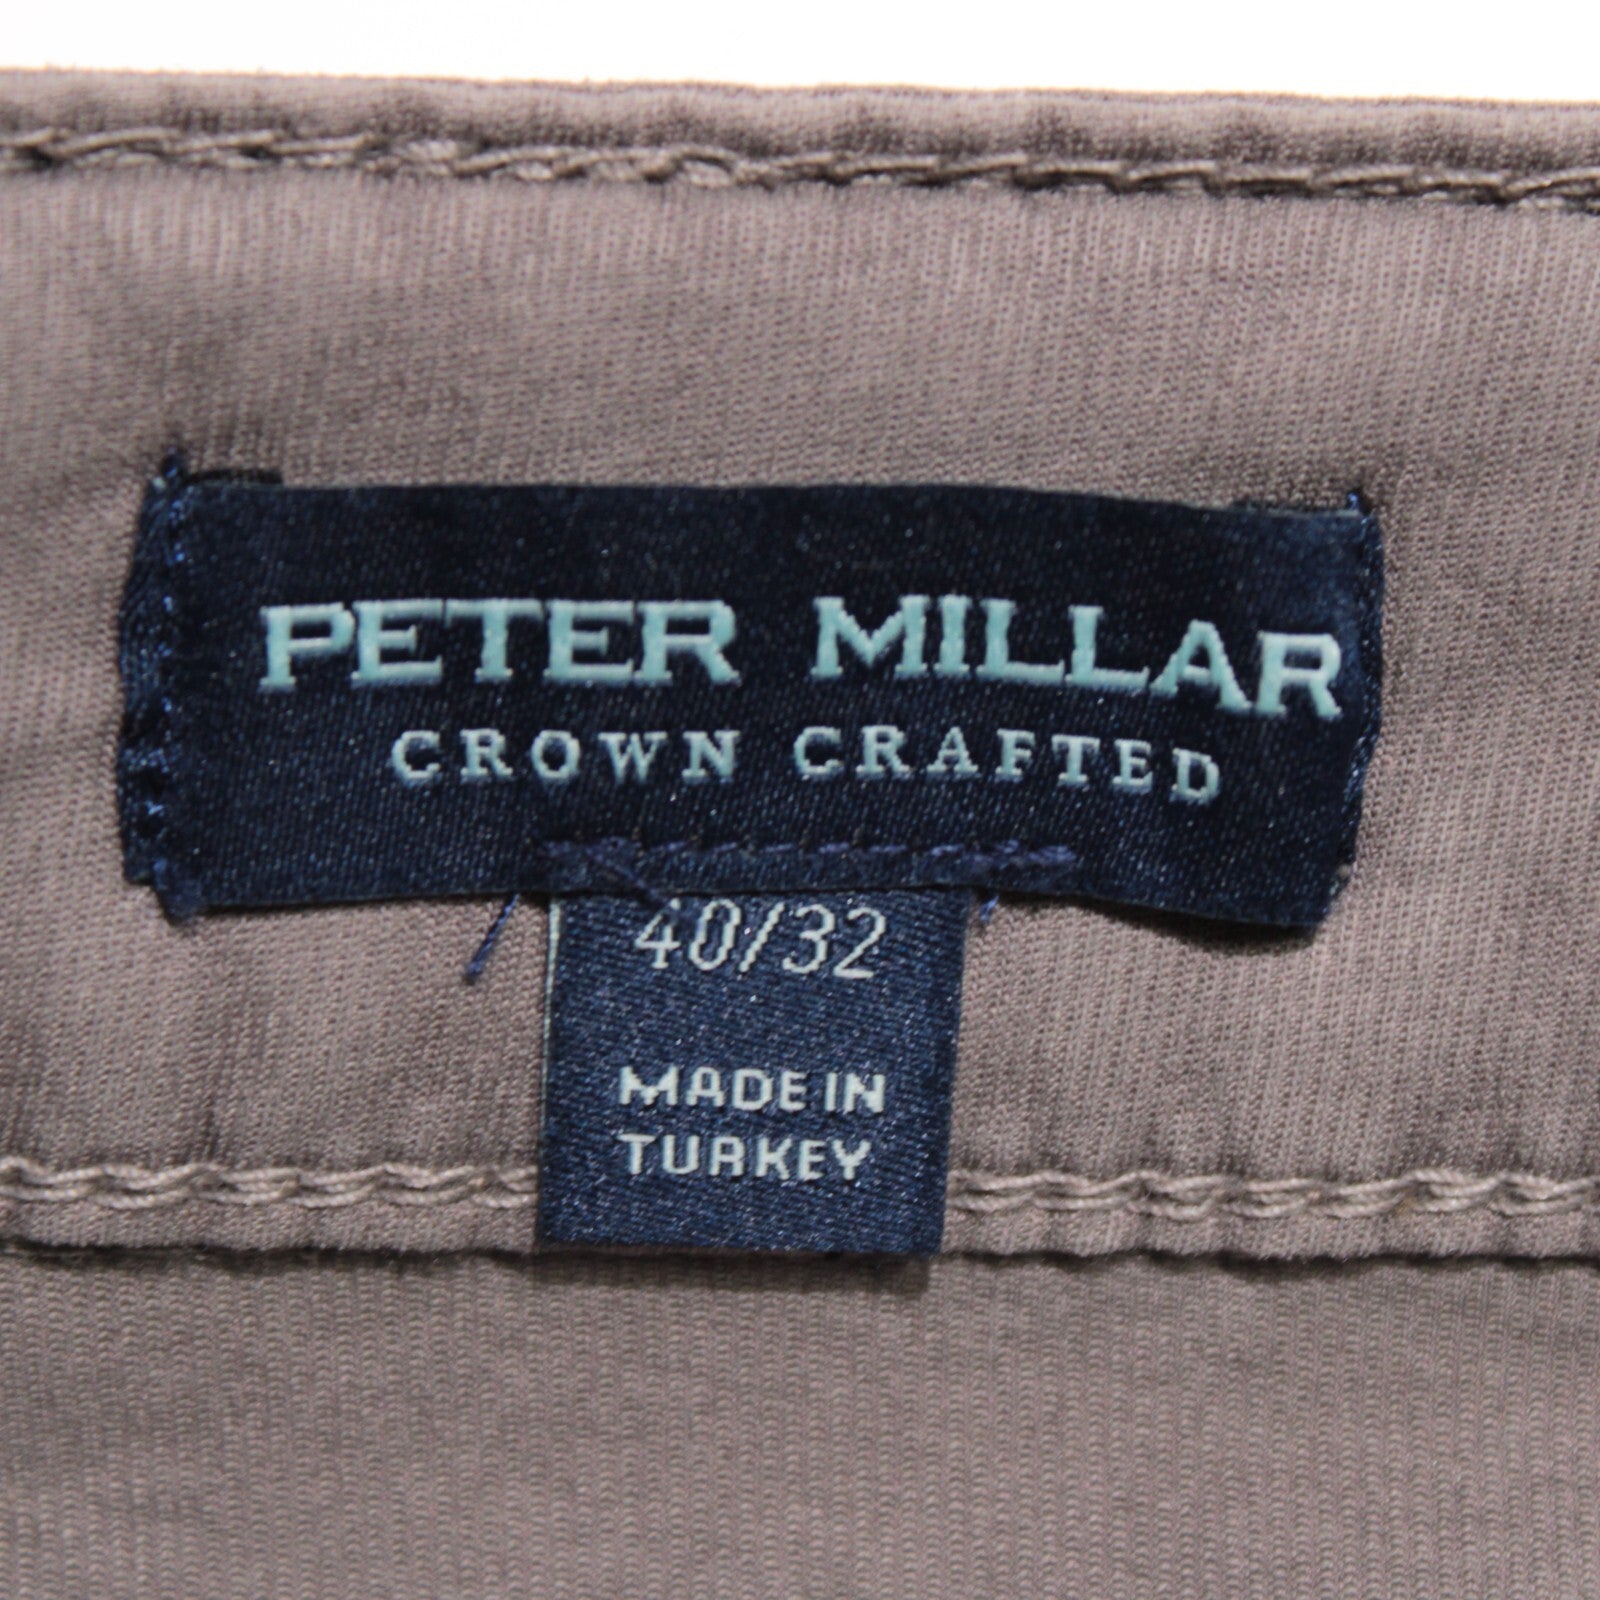 PETER MILLAR
CROWN CRAFTED
40/32
MADE IN
TURKEY